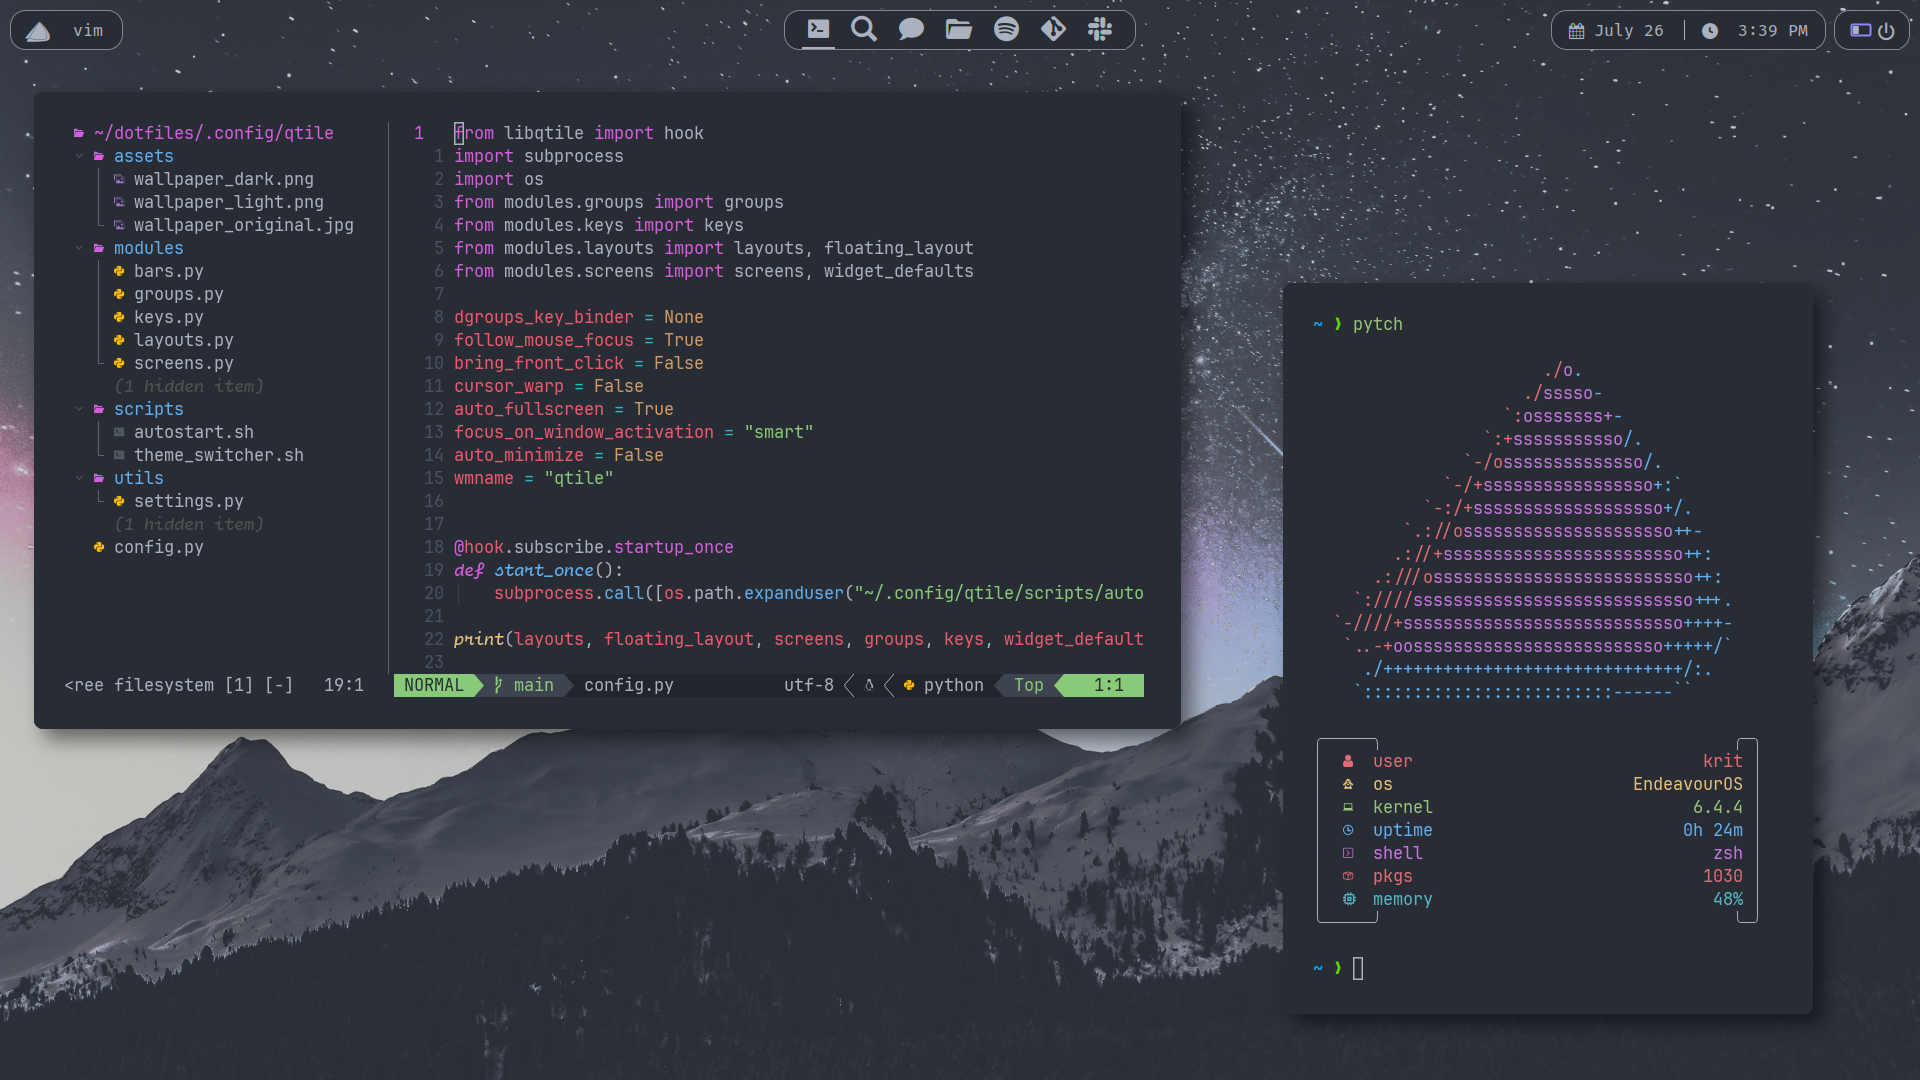 vim
July 26
3:39 PM
~/dotfiles/.config/qtile
assets
wallpaper_dark.png
wallpaper_light.png
wallpaper_original.jpg
modules
bars.py
groups.py
keys.py
layouts.py
screens.py
(1 hidden item)
scripts
autostart.sh
theme_switcher.sh
utils
settings.py
(1 hidden item)
config.py
<ree filesystem [1] [-] 19:1
1 from libqtile import hook
1 import subprocess
2 import os
3 from modules.groups import groups
4 from modules.keys import keys
5 from modules.layouts import layouts, floating_layout
6 from modules.screens import screens, widget_defaults
7
8 dgroups_key_binder = None
9 follow_mouse_focus = True
10 bring_front_click = False
11 cursor_warp = False
12 auto_fullscreen = True
13 focus_on_window_activation = "smart"
14 auto_minimize = False
15 wmname = "qtile"
16
17
18 @hook.subscribe.startup_once
19 def start_once():
20 subprocess.call([os.path.expanduser("~/.config/qtile/scripts/auto
21
22 print(layouts, floating_layout, screens, groups, keys, widget_default
23
NORMAL main config.py utf-8 python Top 1:1
~ ❯ pytch
./o.
./sssso-
`:osssssss+-
`:+sssssssssso/.
`-/ossssssssssssso/.
`-/+sssssssssssssssso+:`
`-:/+sssssssssssssssssso+/.
`.://osssssssssssssssssssso++-
.://+ssssssssssssssssssssssso++:
.:///ossssssssssssssssssssssssso++:
`:////ssssssssssssssssssssssssssso+++.
`-////+ssssssssssssssssssssssssssso++++-
`..-+oossssssssssssssssssssssssso+++++/`
./++++++++++++++++++++++++++++++/:.
`:::::::::::::::::::::::::------``
user krit
os EndeavourOS
kernel 6.4.4
uptime 0h 24m
shell zsh
pkgs 1030
memory 48%
~ ❯